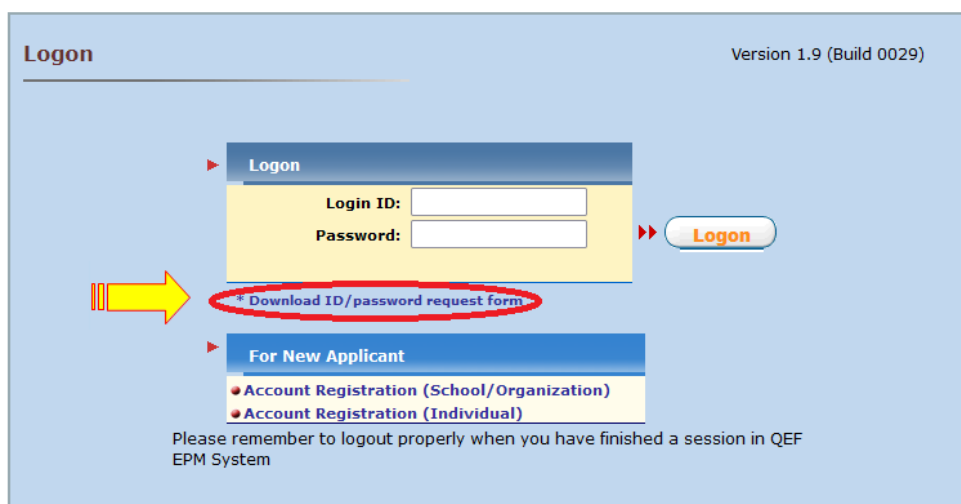 Logon
Version 1.9 (Build 0029)
Logon
Login ID:
Password:
Logon
* Download ID/password request form
For New Applicant
Account Registration (School/Organization)
Account Registration (Individual)
Please remember to logout properly when you have finished a session in QEF
EPM System